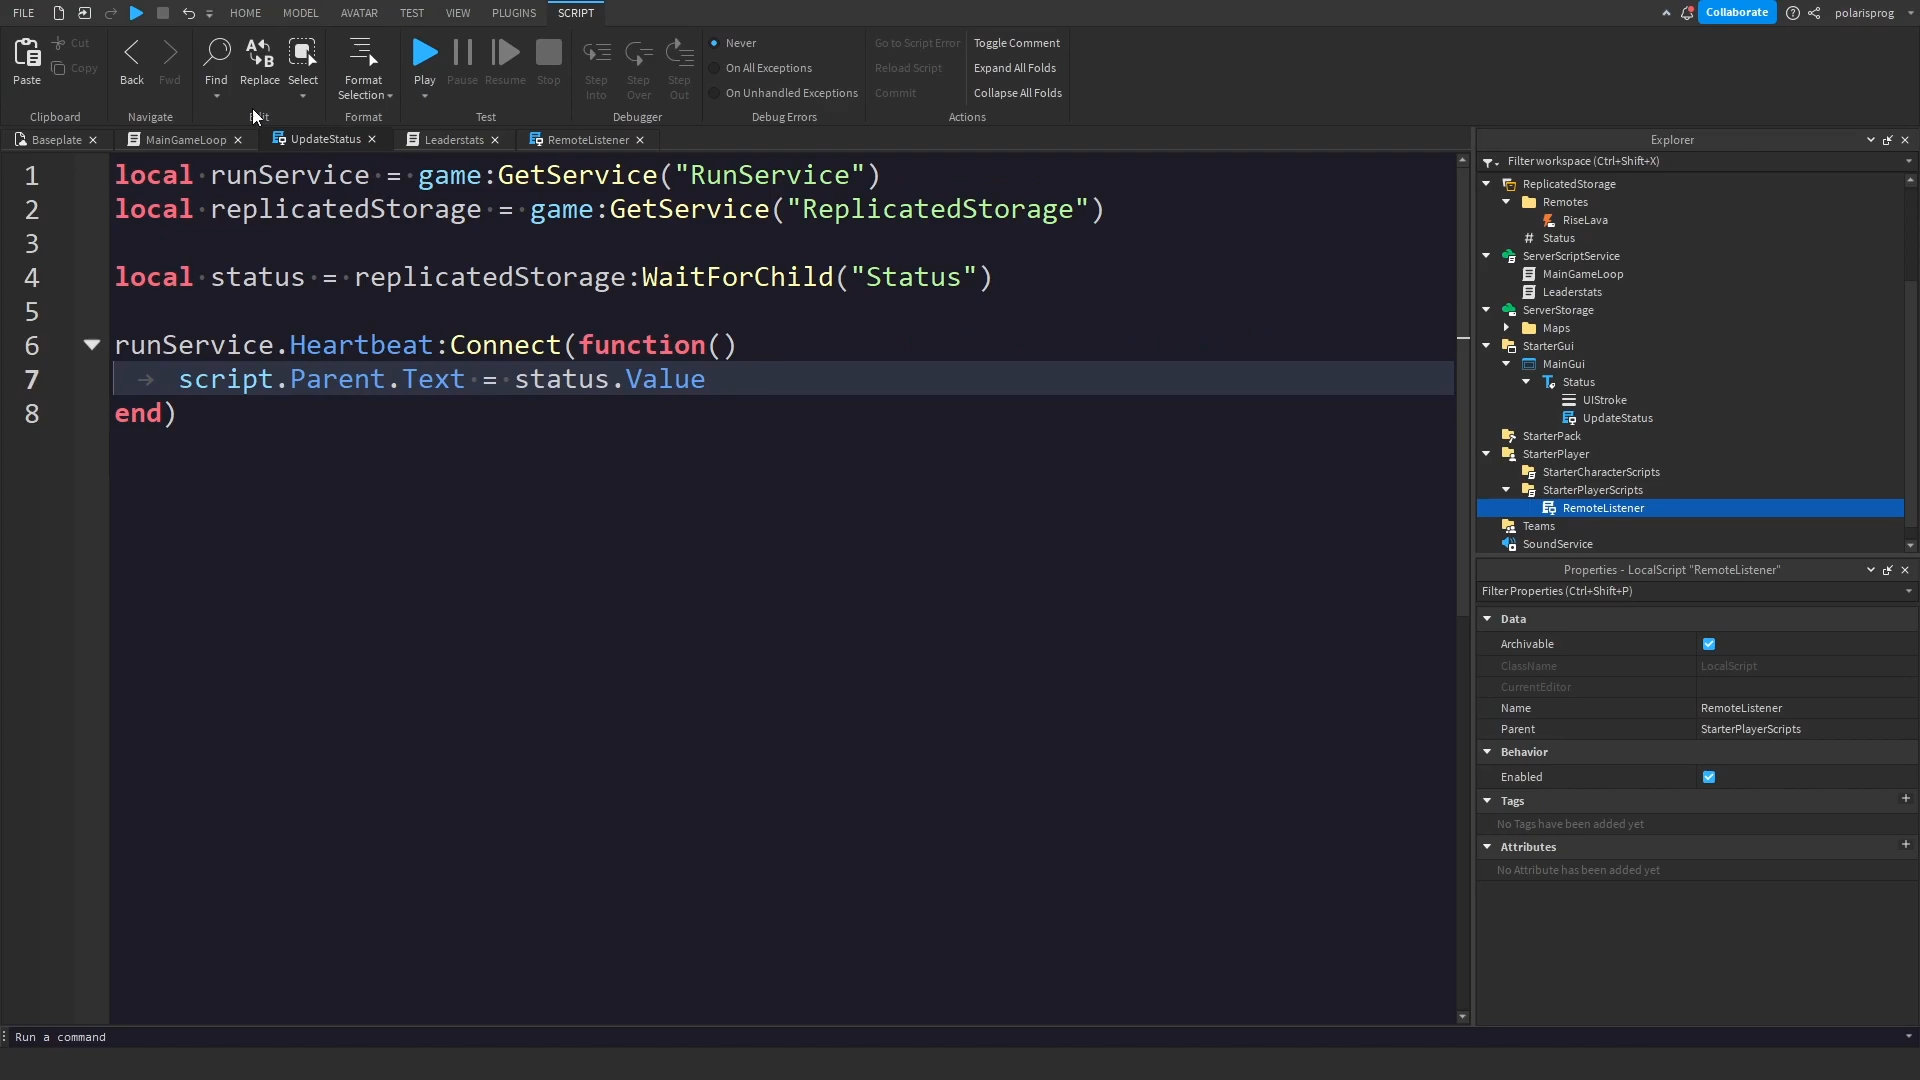 FILE HOME MODEL AVATAR TEST VIEW PLUGINS SCRIPT Collaborate polarisprog
Paste Cut Copy
Clipboard
Back Fwd
Navigate
Find Replace Select
Edit
Format
Selection
Format
Play Pause Resume Stop
Test
Step Into Step Over Step Out
Debugger
Never
On All Exceptions
On Unhandled Exceptions
Debug Errors
Go to Script Error Toggle Comment
Reload Script Expand All Folds
Commit Collapse All Folds
Actions
Baseplate MainGameLoop UpdateStatus Leaderstats RemoteListener
1 local runService = game:GetService("RunService")
2 local replicatedStorage = game:GetService("ReplicatedStorage")
3
4 local status = replicatedStorage:WaitForChild("Status")
5
6 runService.Heartbeat:Connect(function()
7 script.Parent.Text = status.Value
8 end)
Explorer
Filter workspace (Ctrl+Shift+X)
ReplicatedStorage
Remotes
RiseLava
Status
ServerScriptService
MainGameLoop
Leaderstats
ServerStorage
Maps
StarterGui
MainGui
Status
UIStroke
UpdateStatus
StarterPack
StarterPlayer
StarterCharacterScripts
StarterPlayerScripts
RemoteListener
Teams
SoundService
Properties - LocalScript "RemoteListener"
Filter Properties (Ctrl+Shift+P)
Data
Archivable
ClassName LocalScript
CurrentEditor
Name RemoteListener
Parent StarterPlayerScripts
Behavior
Enabled
Tags
No Tags have been added yet
Attributes
No Attribute has been added yet
Run a command